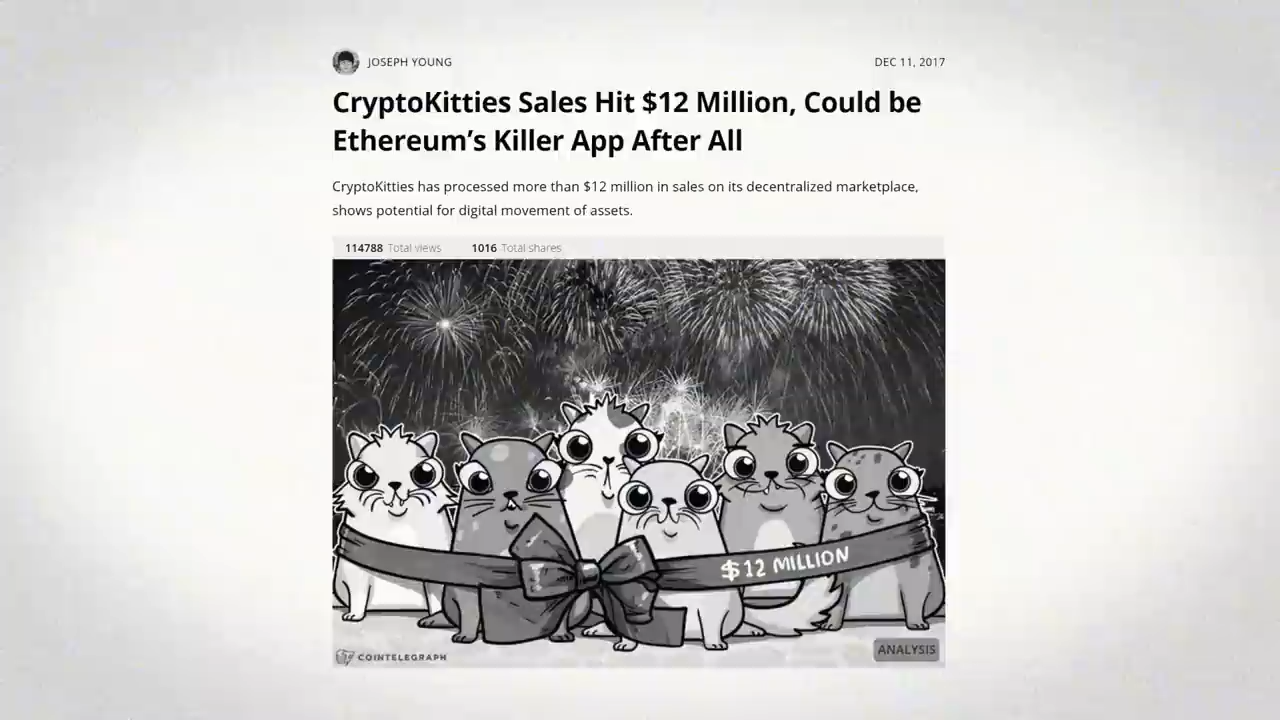 JOSEPH YOUNG
DEC 11, 2017
CryptoKitties Sales Hit $12 Million, Could be
Ethereum’s Killer App After All
CryptoKitties has processed more than $12 million in sales on its decentralized marketplace,
shows potential for digital movement of assets.
114788 Total views 1016 Total shares
$12 MILLION
COINTELEGRAPH
ANALYSIS